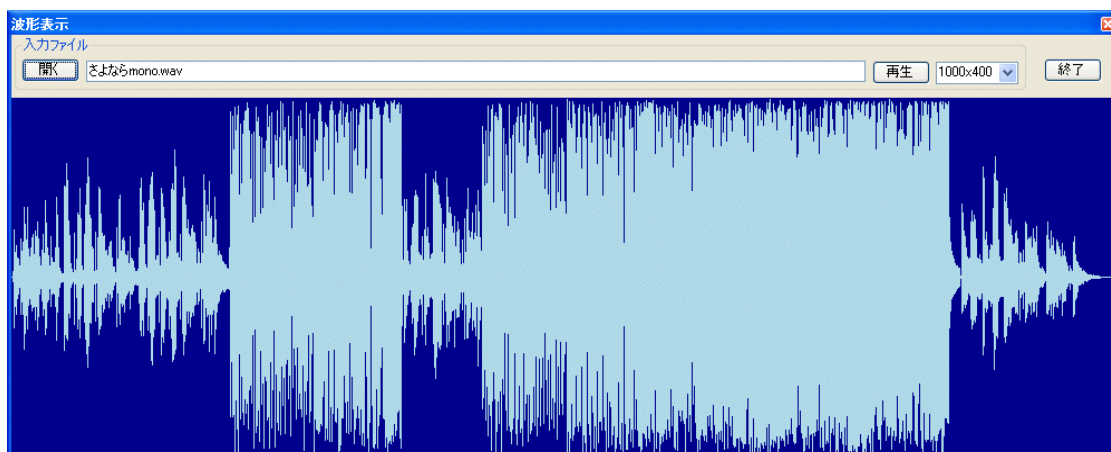 波形表示
入力ファイル
開く
さよならmono.wav
再生
1000x400
終了